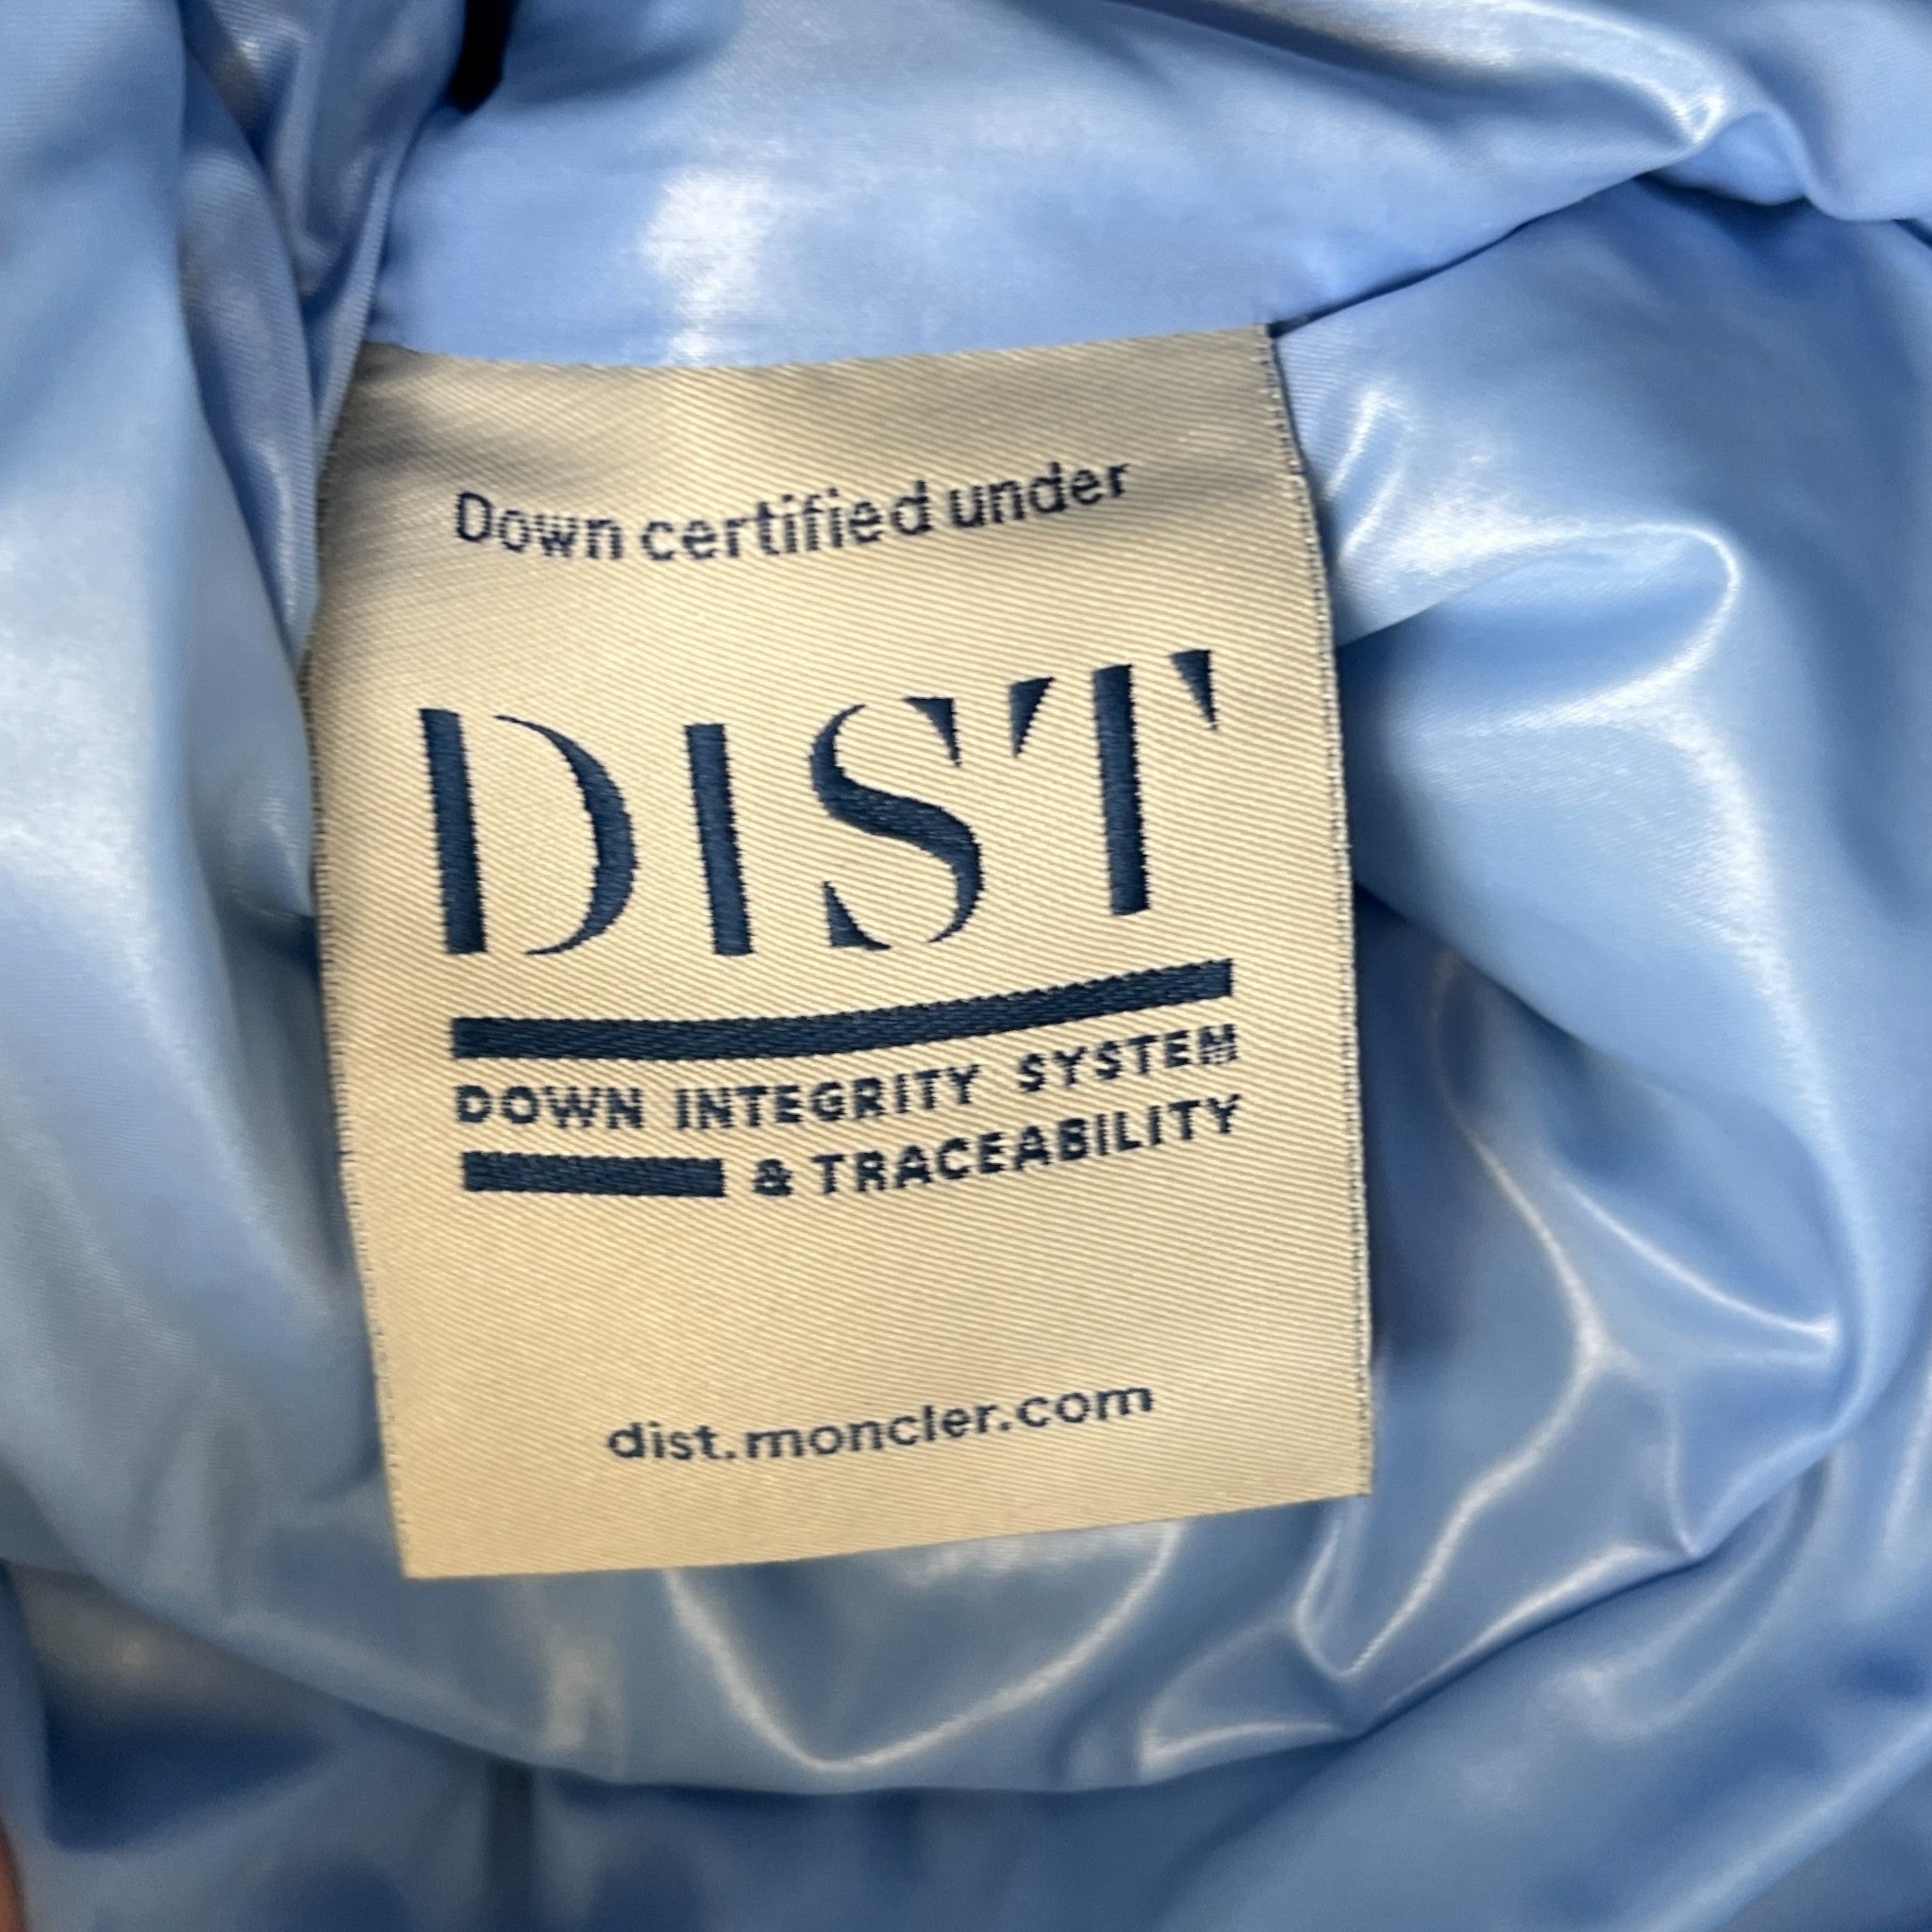 Down certified under
DIST
DOWN INTEGRITY SYSTEM
& TRACEABILITY
dist.moncler.com